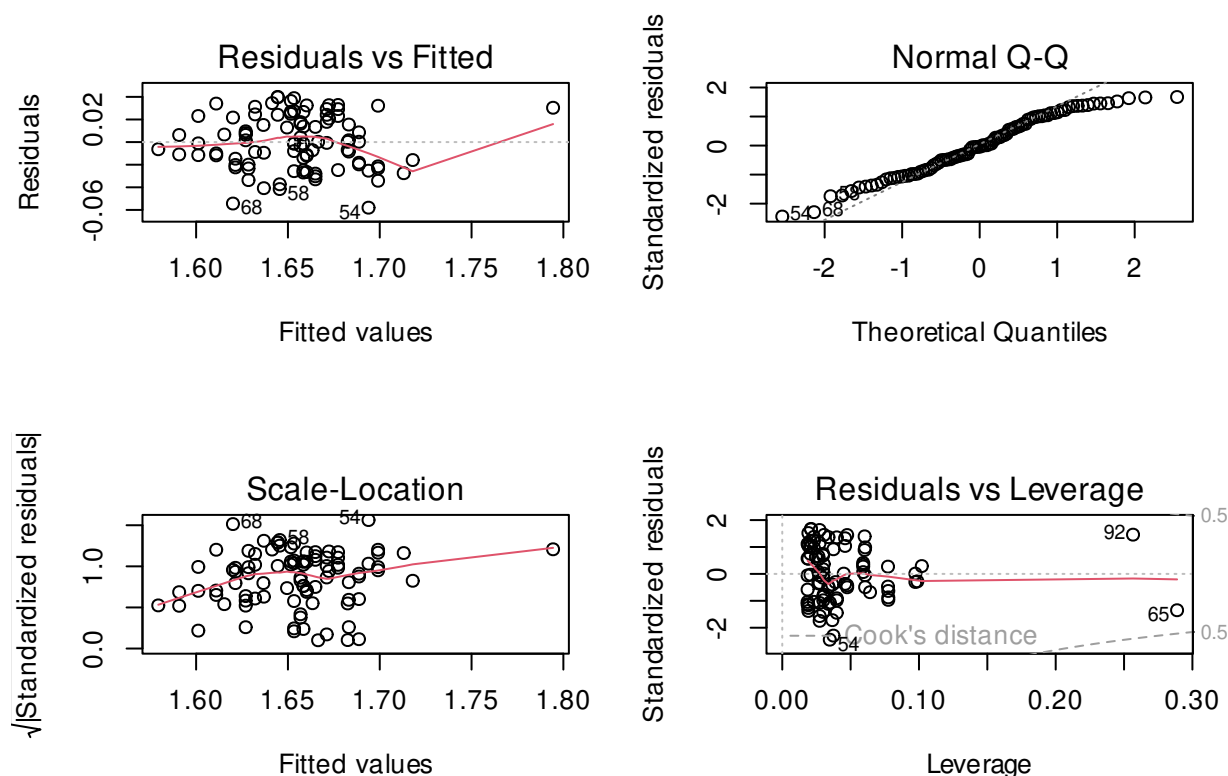 Residuals vs Fitted
Residuals
0.02
-0.06
68
58
54
1.60 1.65 1.70 1.75 1.80
Fitted values
Normal Q-Q
Standardized residuals
2
0
-2
54
68
58
-2 -1 0 1 2
Theoretical Quantiles
Scale-Location
√|Standardized residuals|
1.0
0.0
68
58
54
1.60 1.65 1.70 1.75 1.80
Fitted values
Residuals vs Leverage
Standardized residuals
2
0
-2
92
65
54
Cook's distance
0.5
0.5
0.00 0.05 0.10 0.20 0.30
Leverage